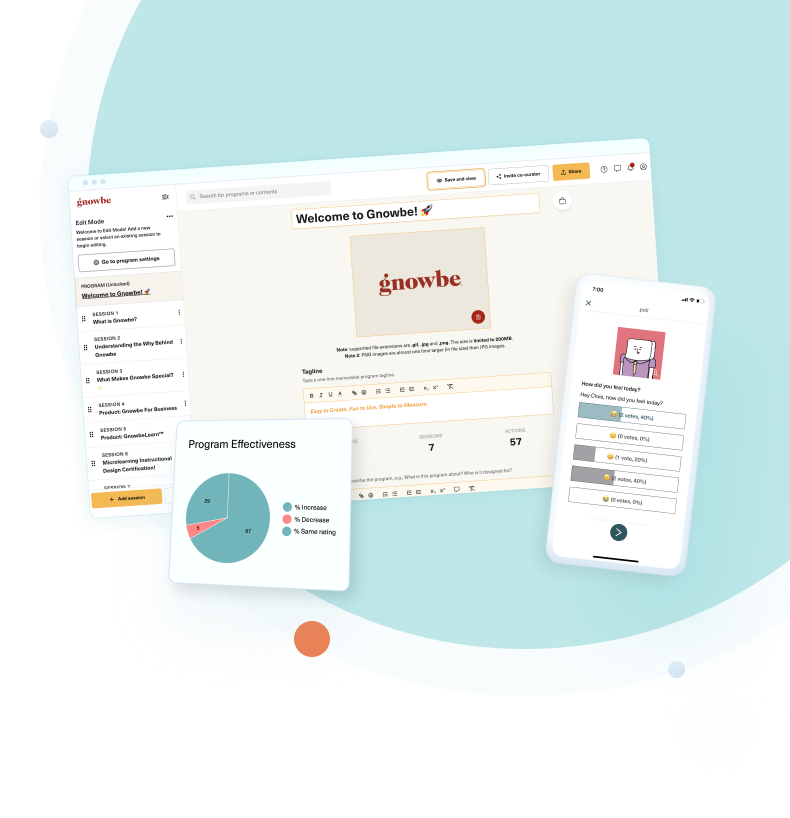 gnowbe
Search for programs or contents
Save and view
Invite co-curator
Share
Edit Mode
Welcome to Edit Mode! Add a new
session or select an existing session to
begin editing.
Go to program settings
PROGRAM (Unlocked)
Welcome to Gnowbe! 🚀
SESSION 1
What is Gnowbe?
SESSION 2
Understanding the Why Behind
Gnowbe
SESSION 3
What Makes Gnowbe Special?
SESSION 4
Product: Gnowbe For Business
SESSION 5
Product: GnowbeLearn™
SESSION 6
Microlearning Instructional
Design Certification!
SESSION 7
+ Add session
Welcome to Gnowbe! 🚀
gnowbe
Note: supported file extensions are .gif, .jpg and .png. The size is limited to 200MB.
Note 2: PNG images are almost one time larger (in file size) than JPG images.
Tagline
Type a one-line memorable program tagline.
B I U A
Easy to Create. Fun to Use. Simple to Measure.
SESSIONS
7
ACTIONS
57
scribe the program, e.g., What is this program about? Who is it designed for?
Program Effectiveness
29
5
67
% Increase
% Decrease
% Same rating
7:00
poll
How did you feel today?
Hey Cloie, how did you feel today?
(2 votes, 40%)
(0 votes, 0%)
(1 vote, 20%)
(2 votes, 40%)
(0 votes, 0%)